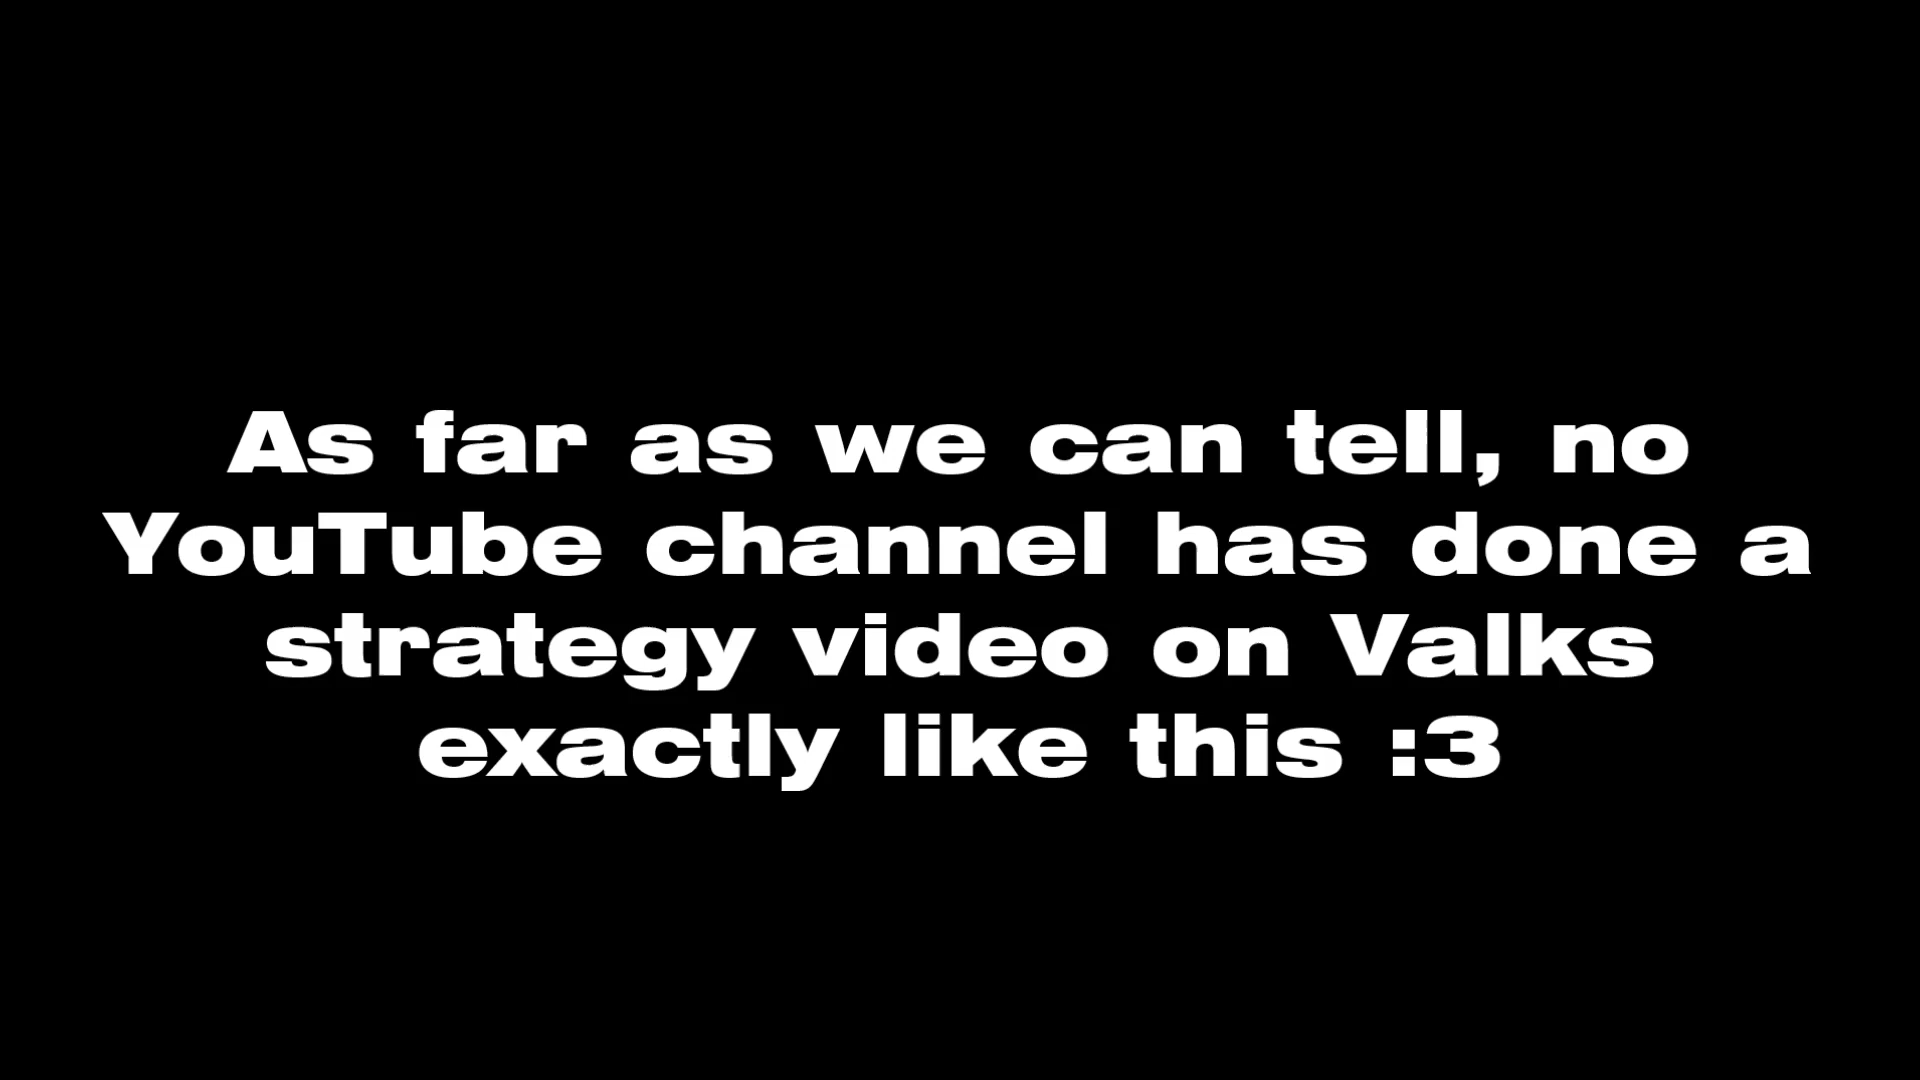 As far as we can tell, no
YouTube channel has done a
strategy video on Valks
exactly like this :3